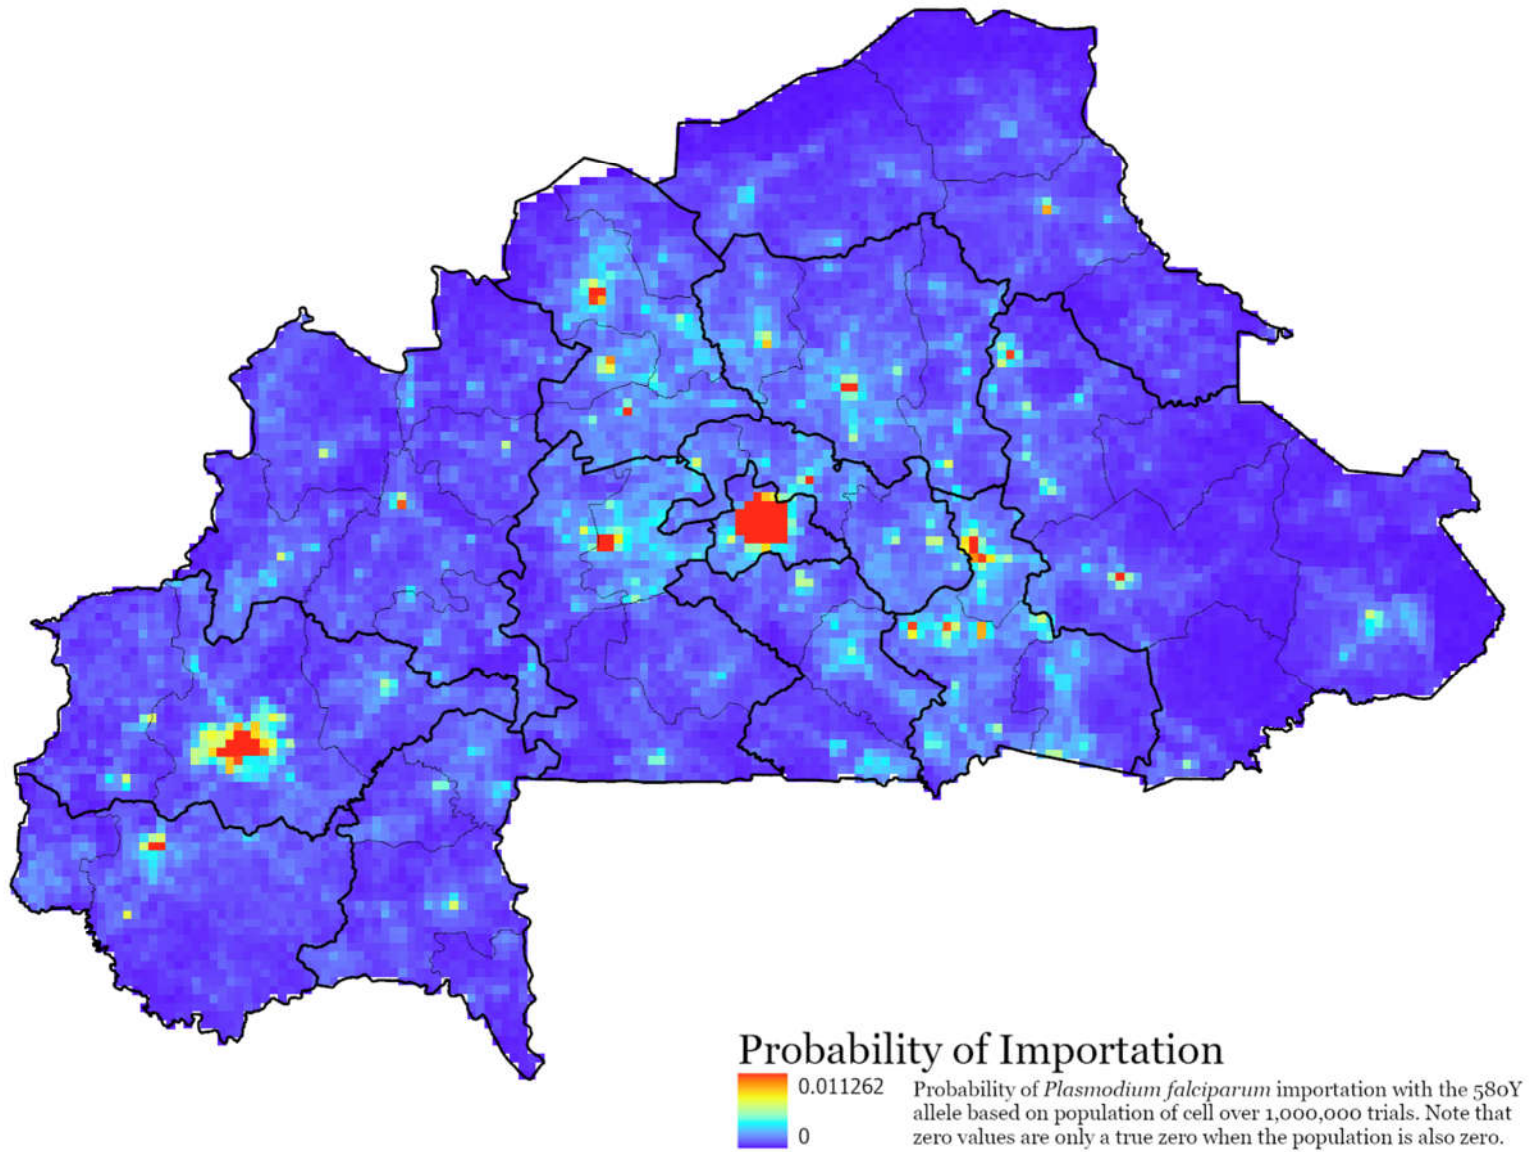 Probability of Importation
0.011262
0
Probability of Plasmodium falciparum importation with the 580Y
allele based on population of cell over 1,000,000 trials. Note that
zero values are only a true zero when the population is also zero.